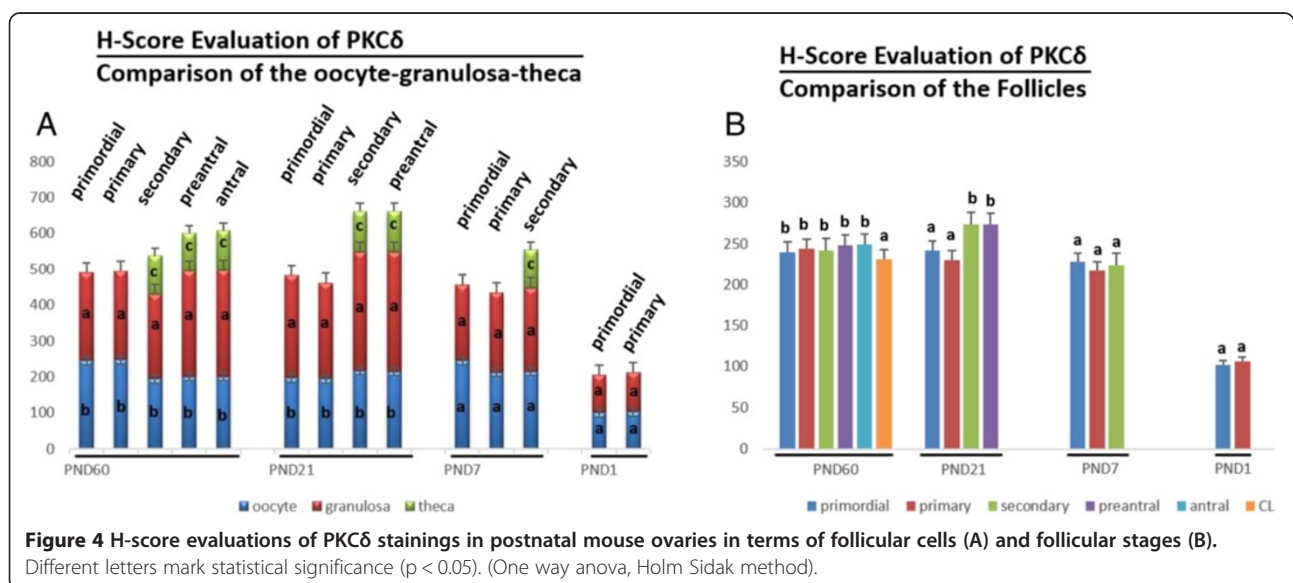 H-Score Evaluation of PKCδ
Comparison of the oocyte-granulosa-theca
A
primordial
primary
secondary
preantral
antral
primordial
primary
secondary
preantral
primordial
primary
secondary
primordial
primary
800
700
600
500
400
300
200
100
0
c c c c c c
a a a a a a a a a a a a a a
b b b b b b b b b a a a a a
PND60 PND21 PND7 PND1
oocyte granulosa theca
H-Score Evaluation of PKCδ
Comparison of the Follicles
B
350
300
250
200
150
100
50
0
b b b b b a a a b b a a a a a
PND60 PND21 PND7 PND1
primordial primary secondary preantral antral CL
Figure 4 H-score evaluations of PKCδ stainings in postnatal mouse ovaries in terms of follicular cells (A) and follicular stages (B).
Different letters mark statistical significance (p < 0.05). (One way anova, Holm Sidak method).